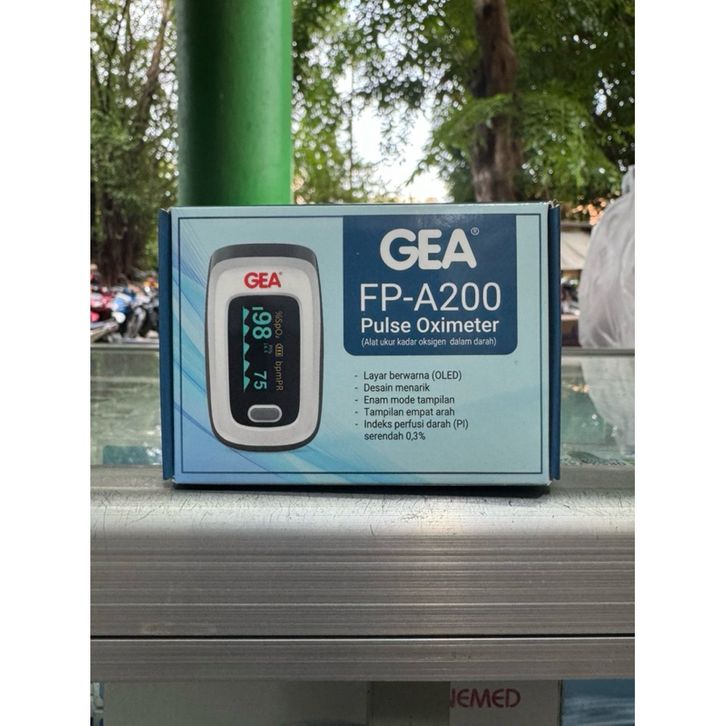 GEA®
FP-A200
Pulse Oximeter
(Alat ukur kadar oksigen dalam darah)
- Layar berwarna (OLED)
- Desain menarik
- Enam mode tampilan
- Tampilan empat arah
- Indeks perfusi darah (PI)
serendah 0,3%
GEA®
%SpO₂
98
bpmPR
75
NEMED